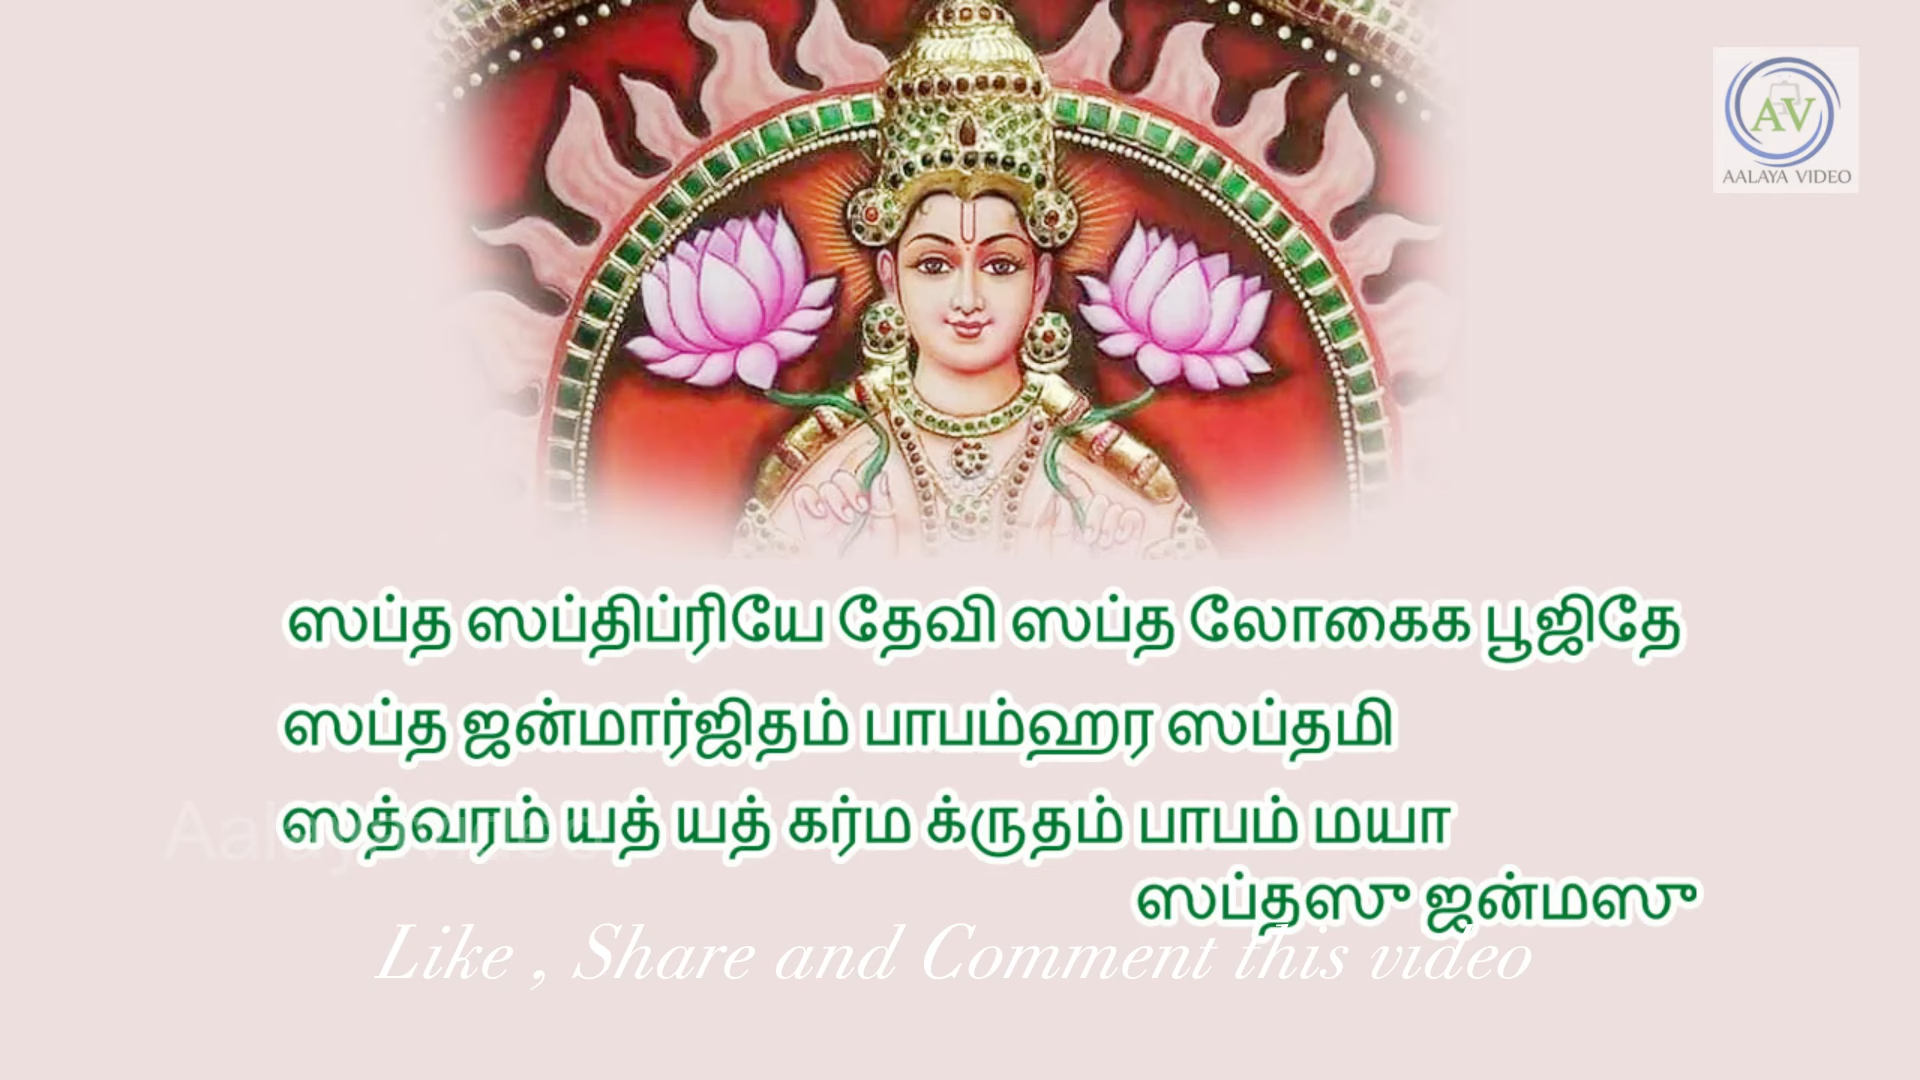 AV
AALAYA VIDEO
ஸப்த ஸப்திப்ரியே தேவி ஸப்த லோகைக பூஜிதே
ஸப்த ஜன்மார்ஜிதம் பாபம்ஹர ஸப்தமி
ஸத்வரம் யத் யத் கர்ம க்ருதம் பாபம் மயா
ஸப்தஸு ஜன்மஸு
Like , Share and Comment this video